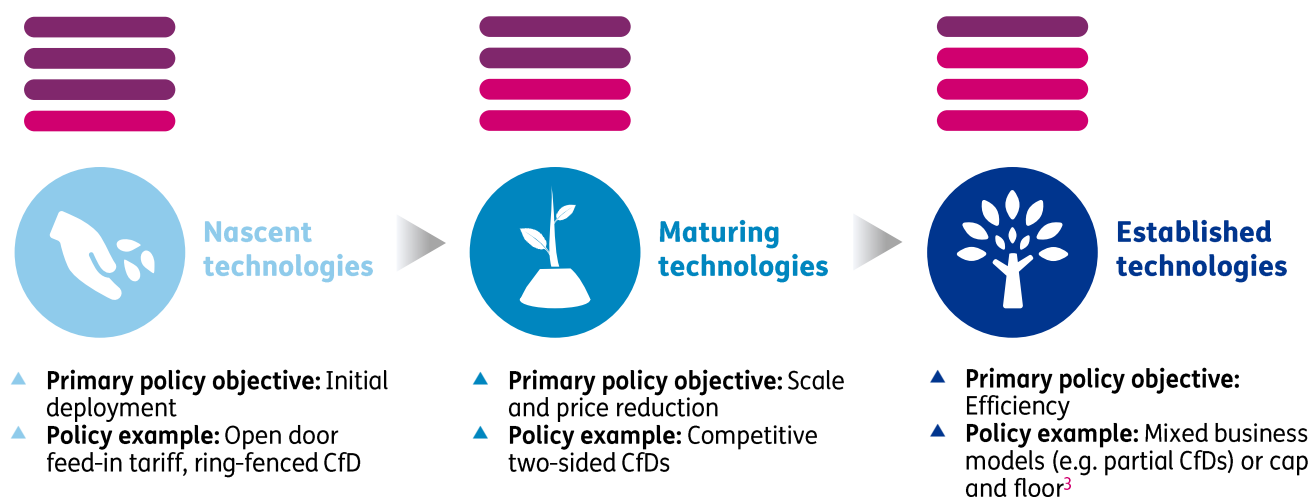 Nascent
technologies
Maturing
technologies
Established
technologies
Primary policy objective: Initial
deployment
Policy example: Open door
feed-in tariff, ring-fenced CfD
Primary policy objective: Scale
and price reduction
Policy example: Competitive
two-sided CfDs
Primary policy objective:
Efficiency
Policy example: Mixed business
models (e.g. partial CfDs) or cap
and floor3